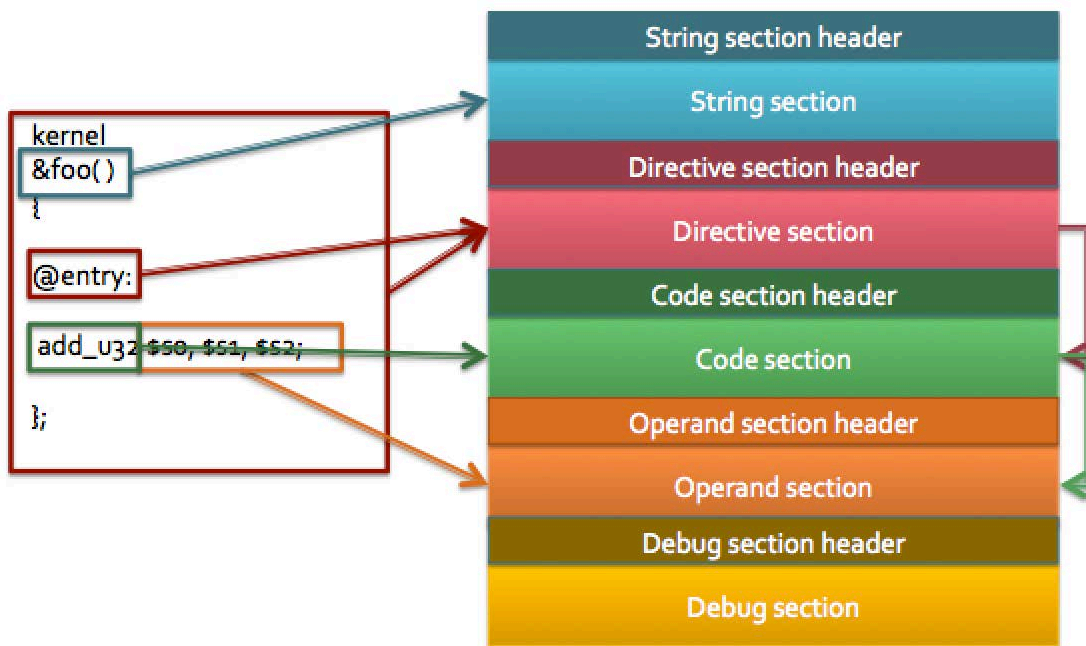 kernel
&foo( )
{
@entry:
add_u32 $s0, $s1, $s2;
};
String section header
String section
Directive section header
Directive section
Code section header
Code section
Operand section header
Operand section
Debug section header
Debug section